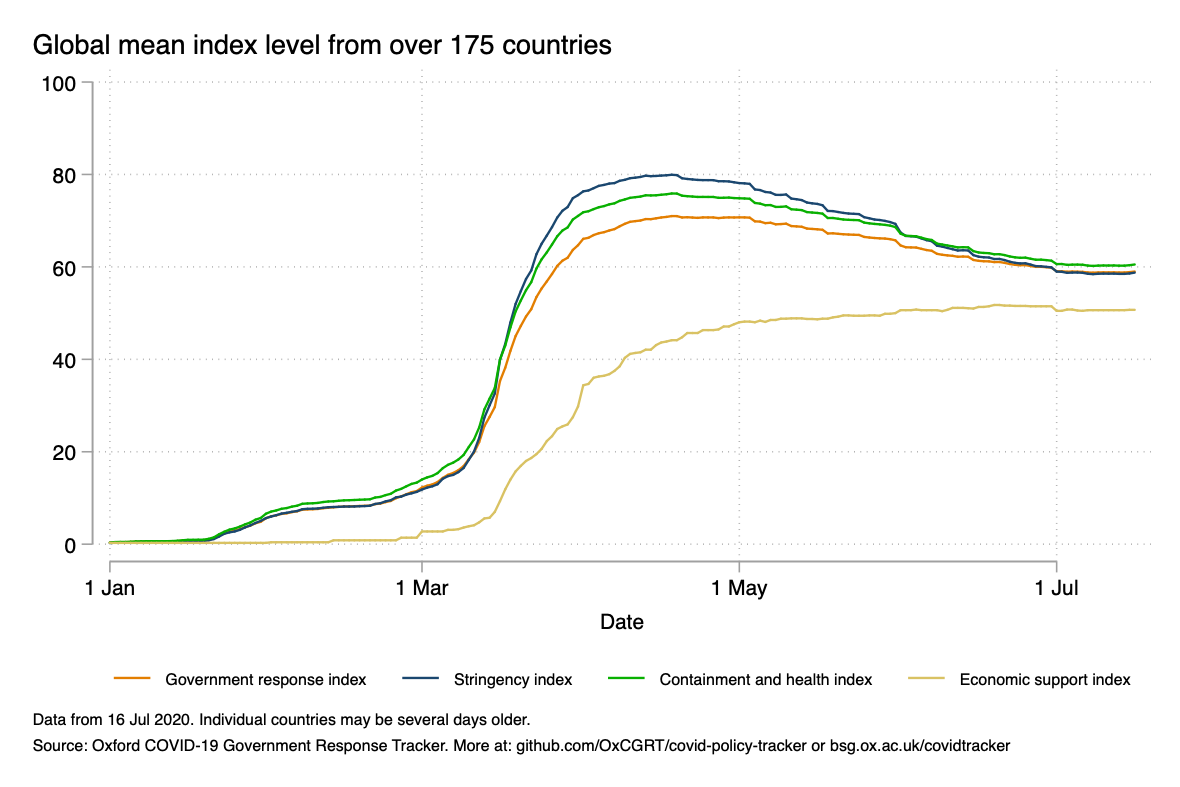 Global mean index level from over 175 countries
100
80
60
40
20
0
1 Jan 1 Mar 1 May 1 Jul
Date
Government response index Stringency index Containment and health index Economic support index
Data from 16 Jul 2020. Individual countries may be several days older.
Source: Oxford COVID-19 Government Response Tracker. More at: github.com/OxCGRT/covid-policy-tracker or bsg.ox.ac.uk/covidtracker